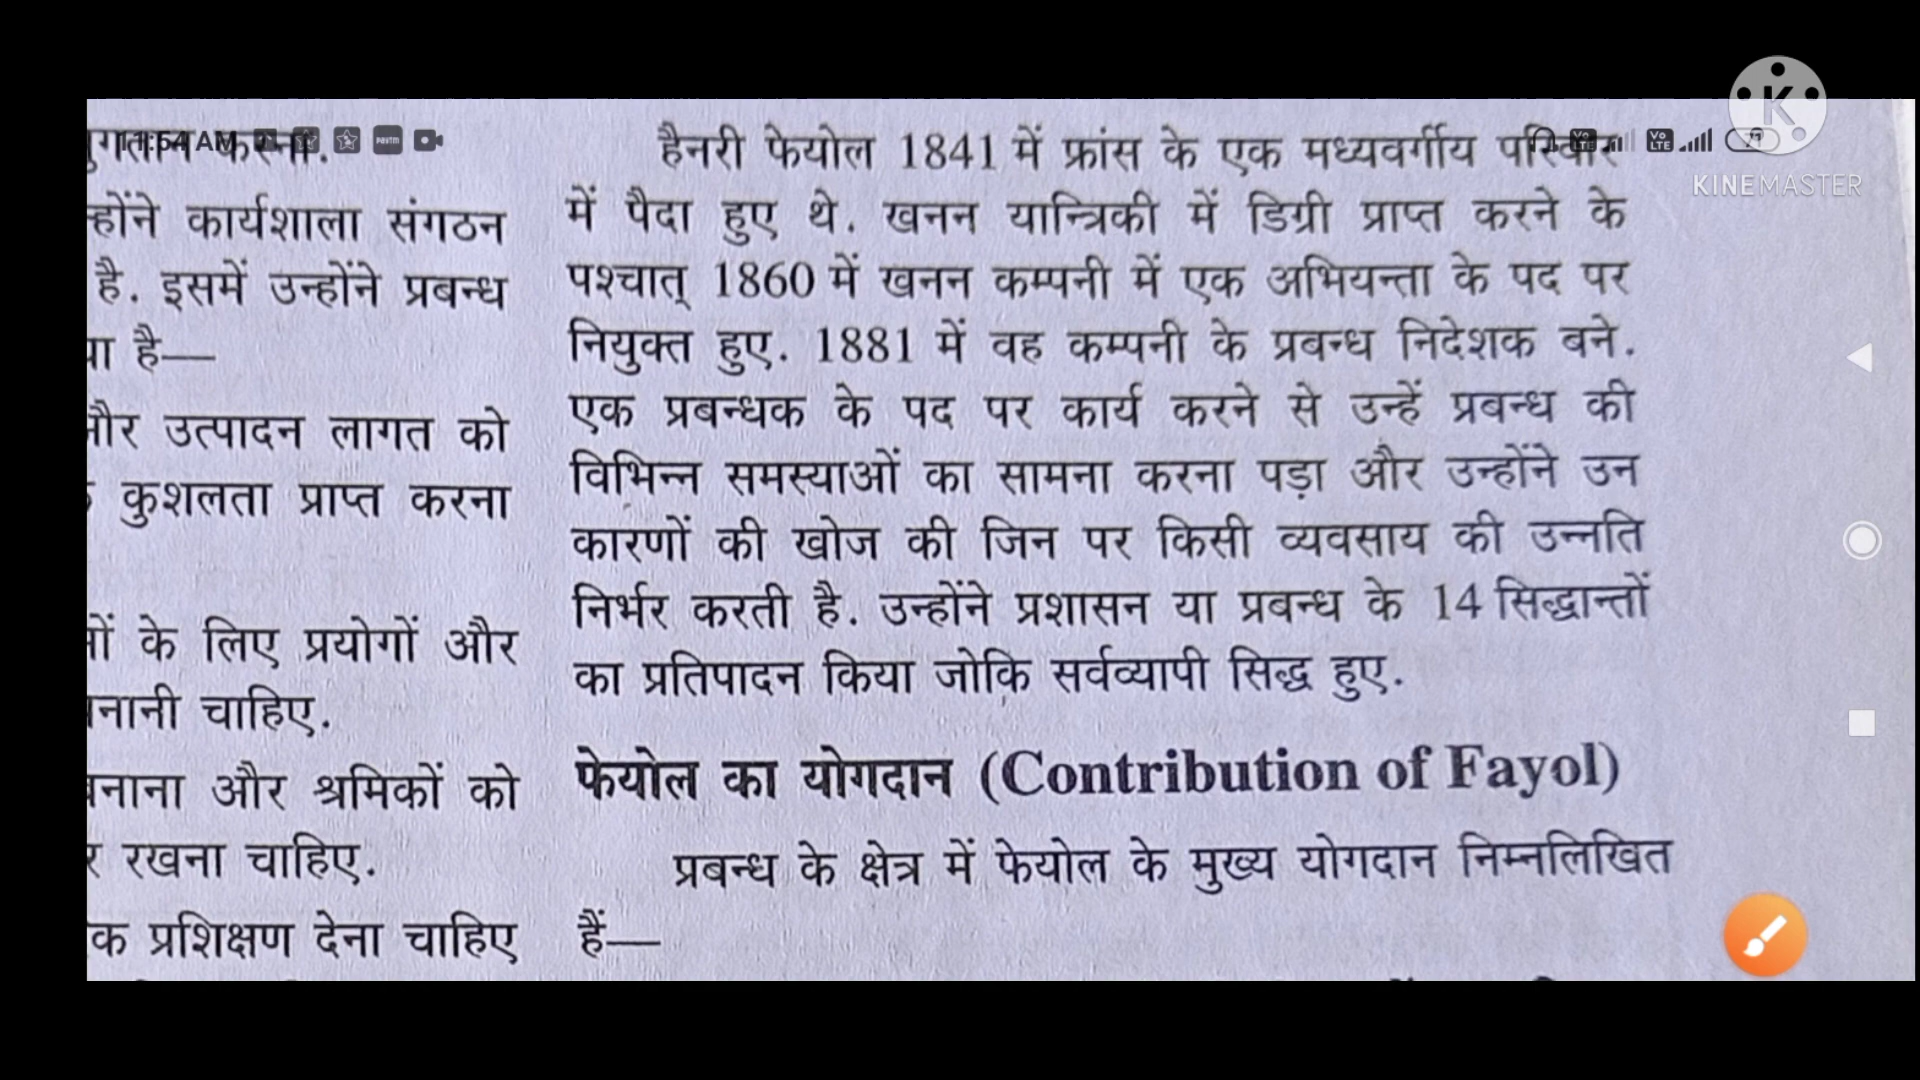 11:54 AM
KINEMASTER
करना.
कार्यशाला संगठन
है. इसमें उन्होंने प्रबन्ध
है—
और उत्पादन लागत को
कुशलता प्राप्त करना
के लिए प्रयोगों और
चाहिए.
और श्रमिकों को
रखना चाहिए.
प्रशिक्षण देना चाहिए
हैनरी फेयोल 1841 में फ्रांस के एक मध्यवर्गीय परिवार
में पैदा हुए थे. खनन यान्त्रिकी में डिग्री प्राप्त करने के
पश्चात् 1860 में खनन कम्पनी में एक अभियन्ता के पद पर
नियुक्त हुए. 1881 में वह कम्पनी के प्रबन्ध निदेशक बने.
एक प्रबन्धक के पद पर कार्य करने से उन्हें प्रबन्ध की
विभिन्न समस्याओं का सामना करना पड़ा और उन्होंने उन
कारणों की खोज की जिन पर किसी व्यवसाय की उन्नति
निर्भर करती है. उन्होंने प्रशासन या प्रबन्ध के 14 सिद्धान्तों
का प्रतिपादन किया जोकि सर्वव्यापी सिद्ध हुए.
फेयोल का योगदान (Contribution of Fayol)
प्रबन्ध के क्षेत्र में फेयोल के मुख्य योगदान निम्नलिखित
हैं—